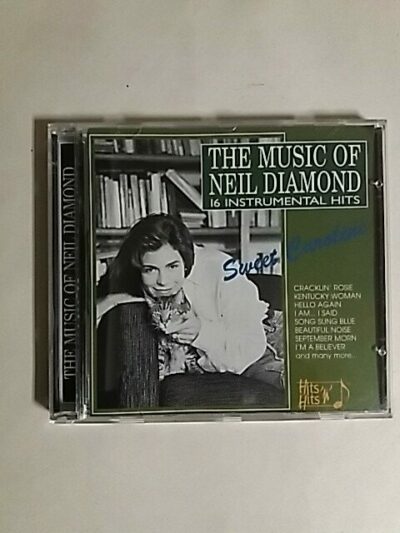 THE MUSIC OF NEIL DIAMOND
THE MUSIC OF
NEIL DIAMOND
16 INSTRUMENTAL HITS
Sweet Caroline
CRACKLIN' ROSIE
KENTUCKY WOMAN
HELLO AGAIN
I AM... I SAID
SONG SUNG BLUE
BEAUTIFUL NOISE
SEPTEMBER MORN
I'M A BELIEVER
and many more...
Hits
Hits